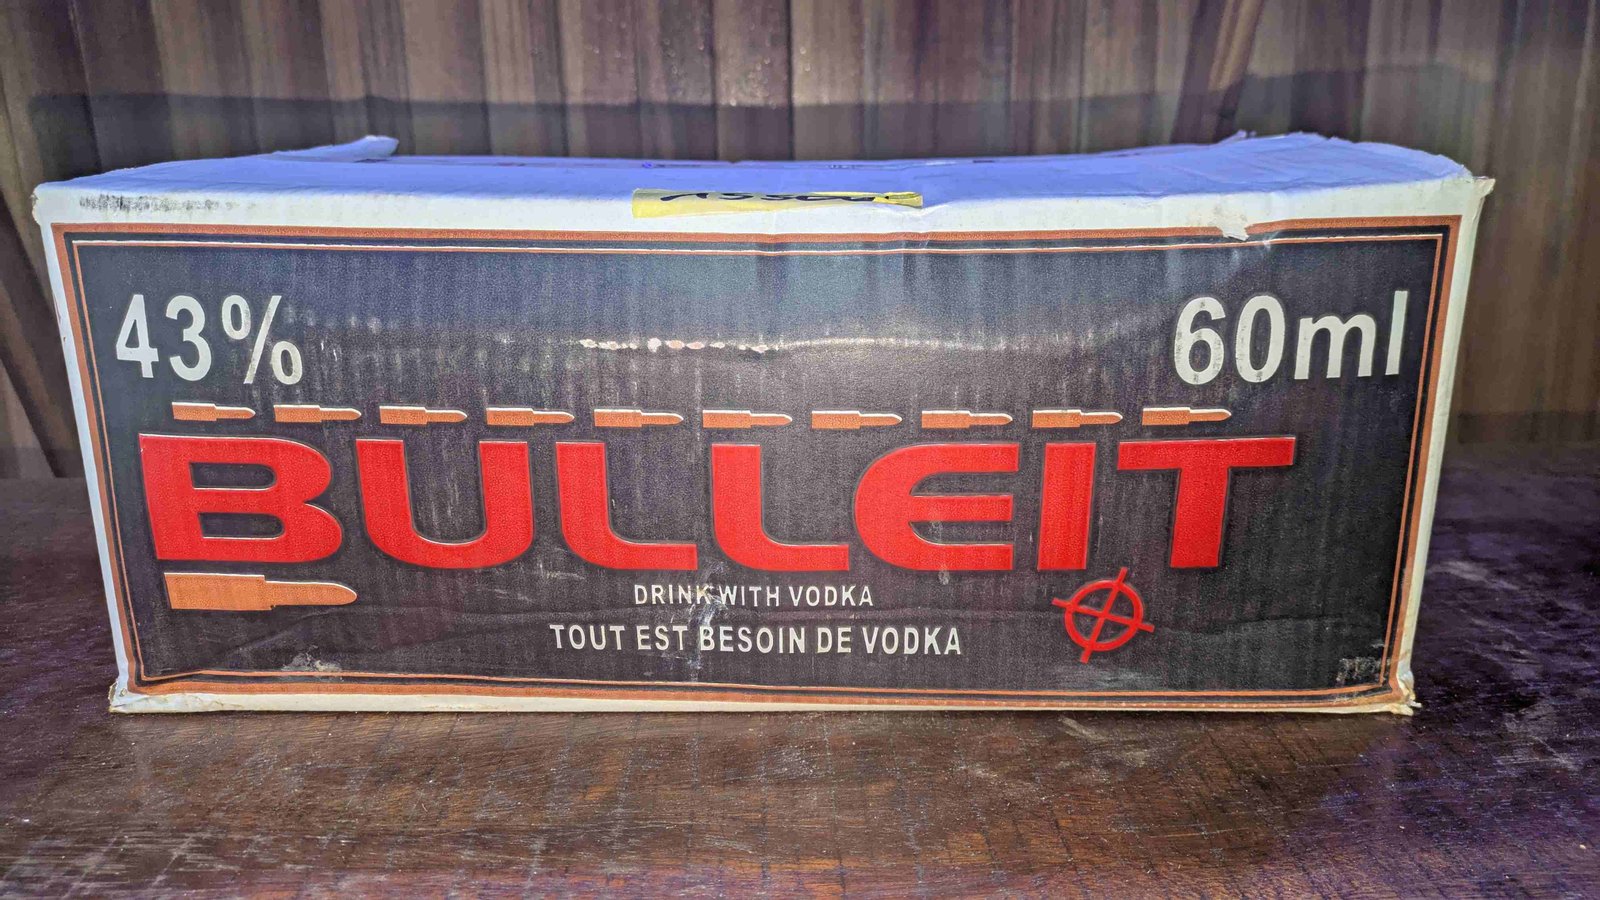 43%
60ml
BULLEIT
DRINK WITH VODKA
TOUT EST BESOIN DE VODKA